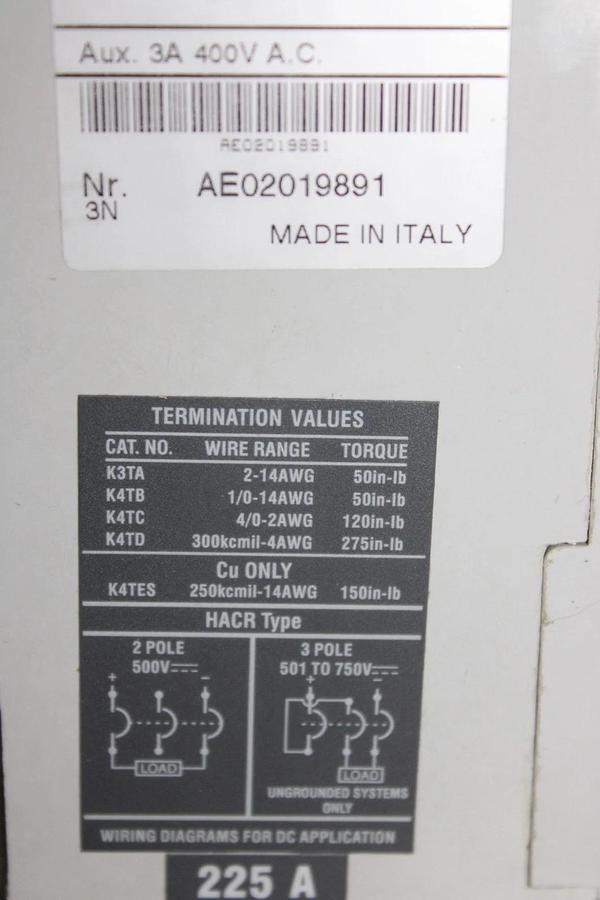 Aux. 3A 400V A.C.
AE02019891
Nr. AE02019891
3N
MADE IN ITALY
TERMINATION VALUES
CAT. NO. WIRE RANGE TORQUE
K3TA 2-14AWG 50in-lb
K4TB 1/0-14AWG 50in-lb
K4TC 4/0-2AWG 120in-lb
K4TD 300kcmil-4AWG 275in-lb
Cu ONLY
K4TES 250kcmil-14AWG 150in-lb
HACR Type
2 POLE
500V⎓
+ −
LOAD
3 POLE
501 TO 750V⎓
+ −
LOAD
UNGROUNDED SYSTEMS
ONLY
WIRING DIAGRAMS FOR DC APPLICATION
225 A